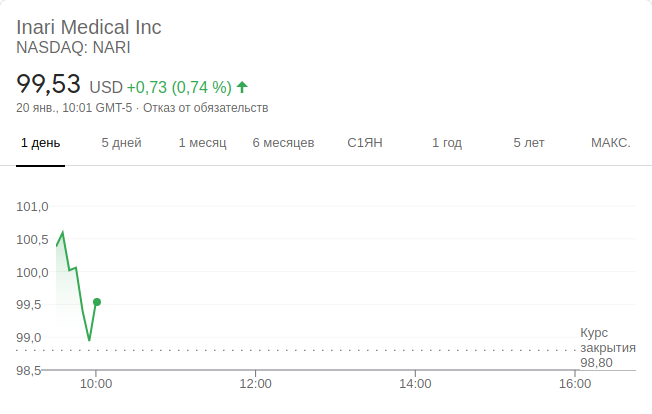 Inari Medical Inc
NASDAQ: NARI
99,53 USD +0,73 (0,74 %)
20 янв., 10:01 GMT-5 · Отказ от обязательств
1 день 5 дней 1 месяц 6 месяцев С1ЯН 1 год 5 лет МАКС.
101,0
100,5
100,0
99,5
99,0
98,5
Курс
закрытия
98,80
10:00 12:00 14:00 16:00